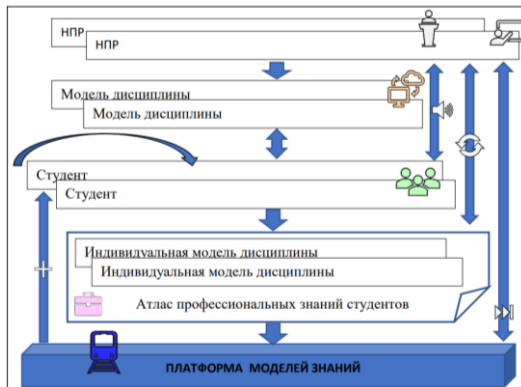 НПР
НПР
Модель дисциплины
Модель дисциплины
Студент
Студент
Индивидуальная модель дисциплины
Индивидуальная модель дисциплины
Атлас профессиональных знаний студентов
ПЛАТФОРМА МОДЕЛЕЙ ЗНАНИЙ